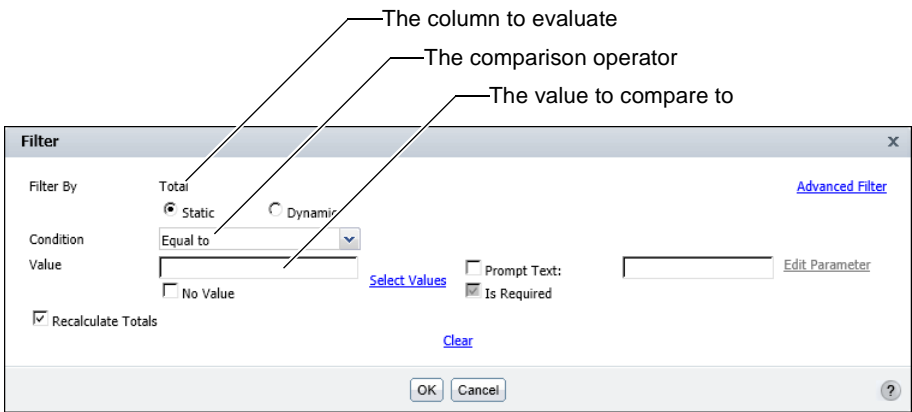 The column to evaluate
The comparison operator
The value to compare to
Filter x
Filter By Total Advanced Filter
Static Dynamic
Condition Equal to
Value Select Values Prompt Text: Edit Parameter
No Value Is Required
Recalculate Totals
Clear
OK Cancel ?